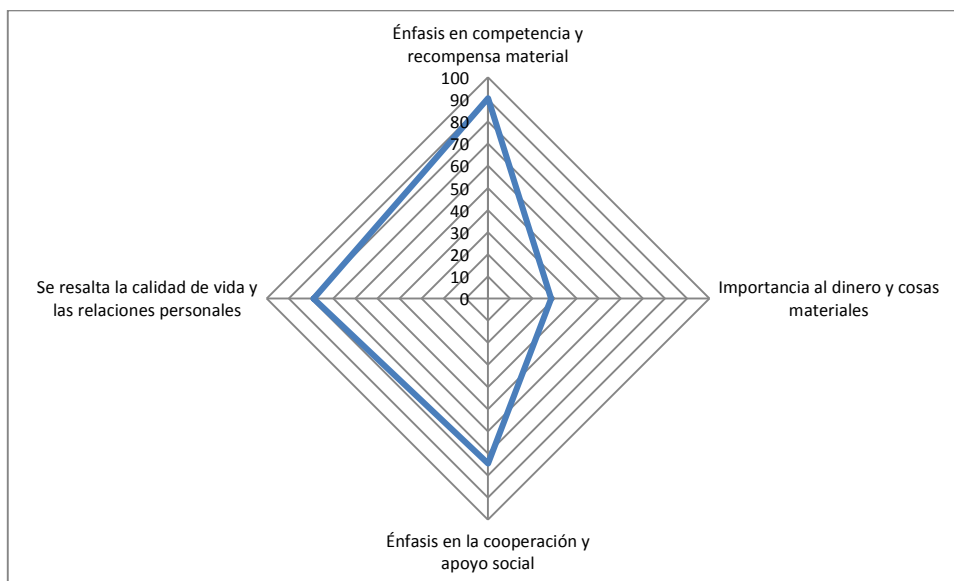 Énfasis en competencia y
recompensa material
100
90
80
70
60
50
40
30
20
10
0
Se resalta la calidad de vida y
las relaciones personales
Importancia al dinero y cosas
materiales
Énfasis en la cooperación y
apoyo social